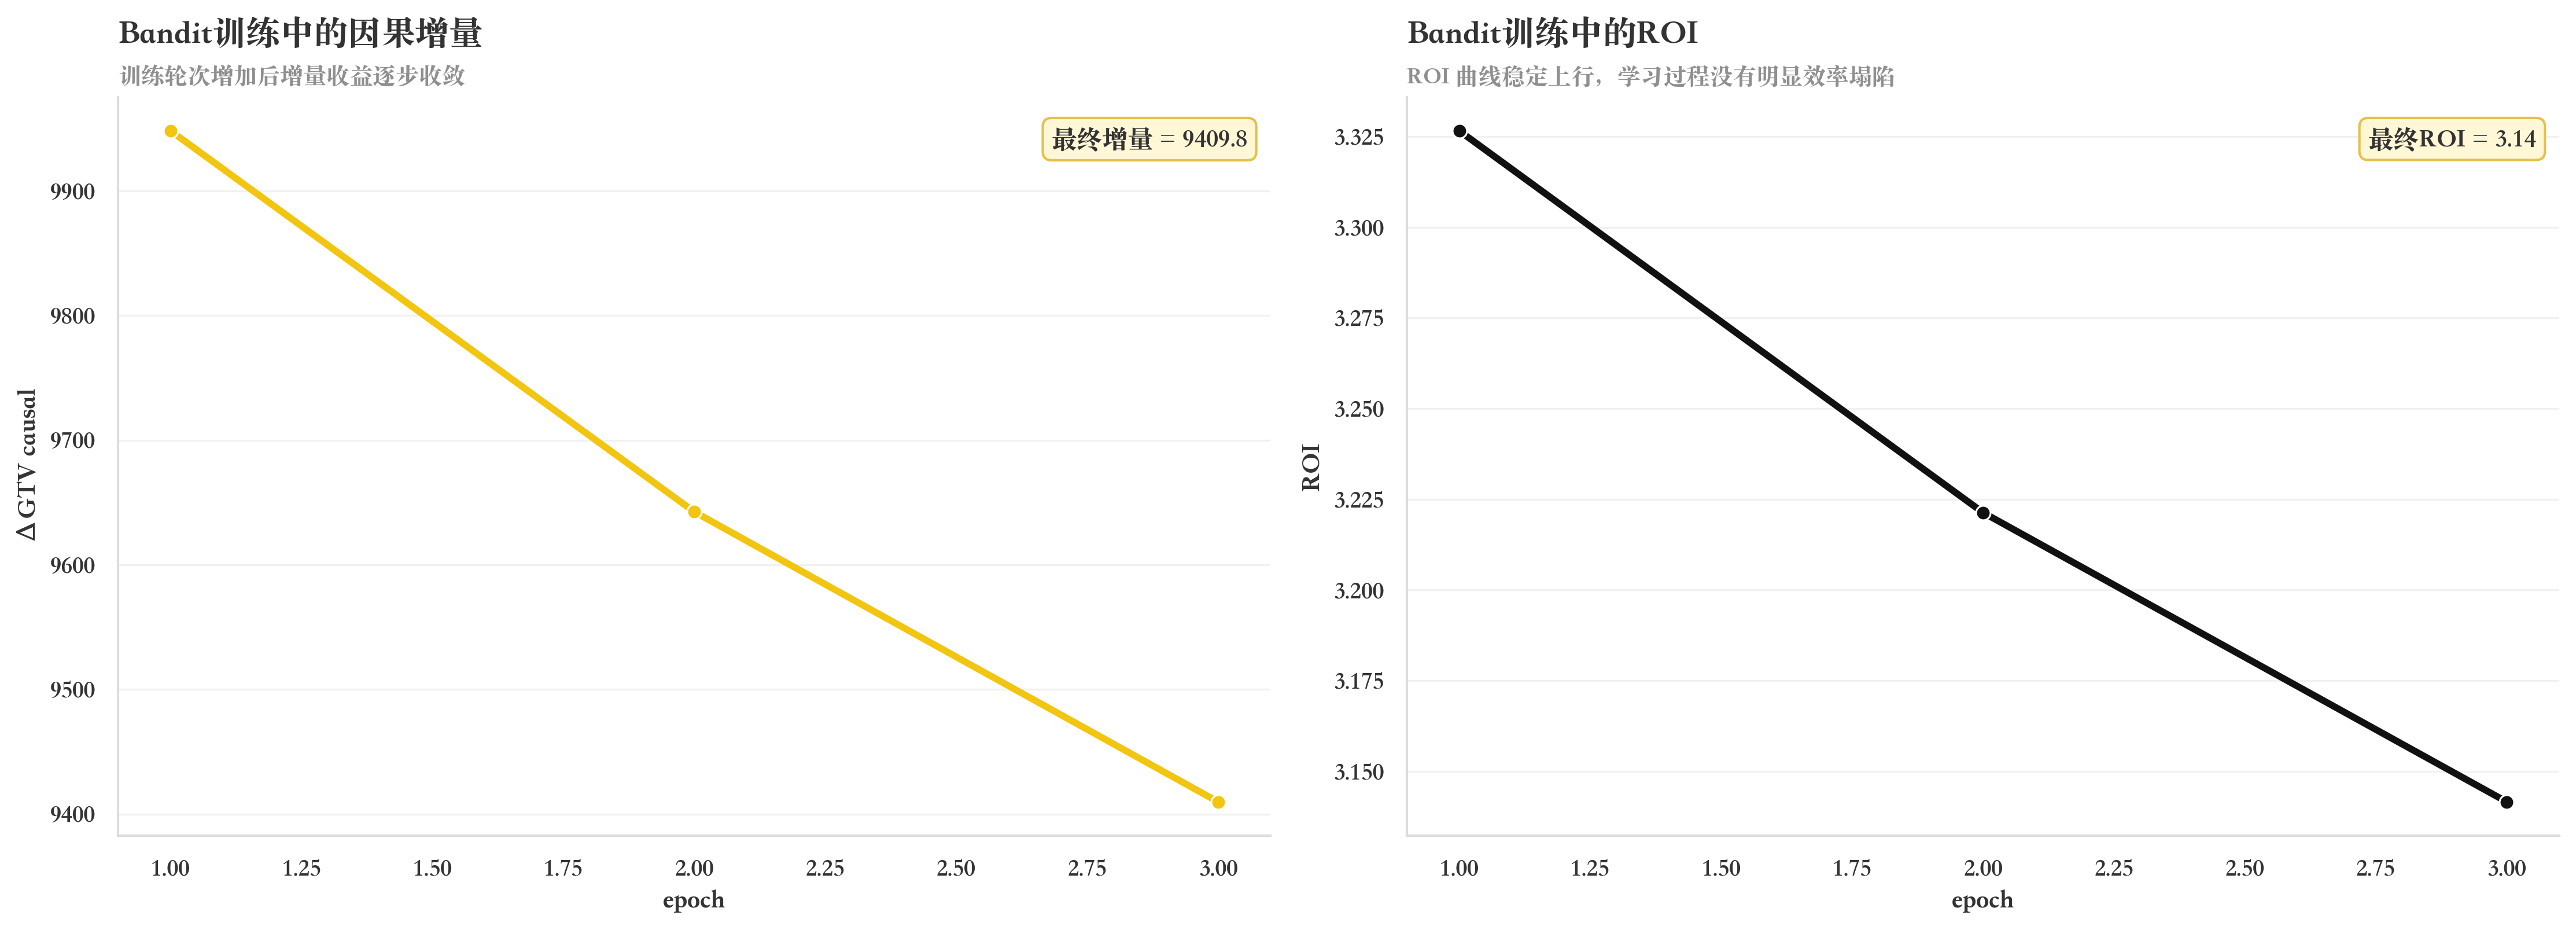 Bandit训练中的因果增量
训练轮次增加后增量收益逐步收敛
最终增量 = 9409.8
ΔGTV causal
9900
9800
9700
9600
9500
9400
1.00 1.25 1.50 1.75 2.00 2.25 2.50 2.75 3.00
epoch
Bandit训练中的ROI
ROI 曲线稳定上行，学习过程没有明显效率塌陷
最终ROI = 3.14
ROI
3.325
3.300
3.275
3.250
3.225
3.200
3.175
3.150
1.00 1.25 1.50 1.75 2.00 2.25 2.50 2.75 3.00
epoch